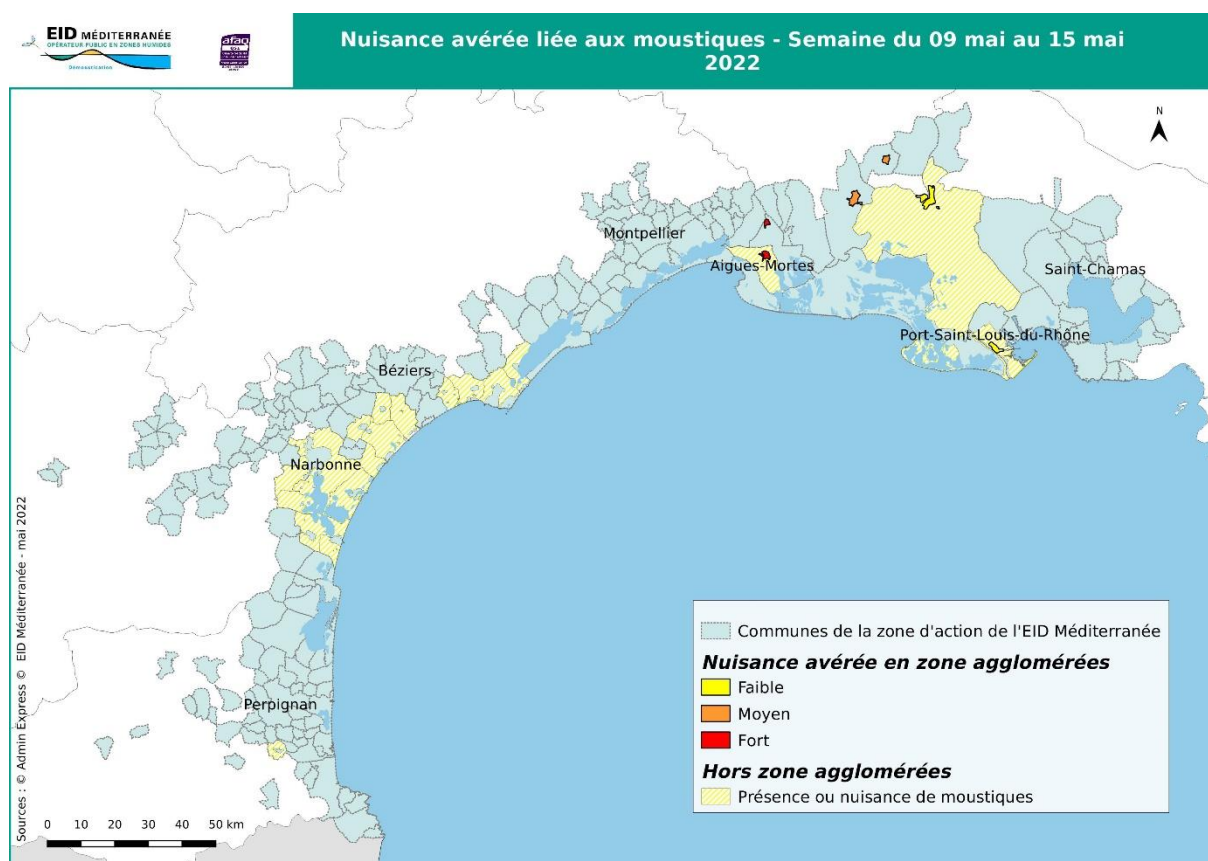 EID MÉDITERRANÉE
OPÉRATEUR PUBLIC EN ZONES HUMIDES
Démoustication
afaq
Nuisance avérée liée aux moustiques - Semaine du 09 mai au 15 mai
2022
N
Montpellier
Aigues-Mortes
Saint-Chamas
Port-Saint-Louis-du-Rhône
Béziers
Narbonne
Perpignan
Communes de la zone d'action de l'EID Méditerranée
Nuisance avérée en zone agglomérées
Faible
Moyen
Fort
Hors zone agglomérées
Présence ou nuisance de moustiques
0 10 20 30 40 50 km
Sources : © Admin Express © EID Méditerranée - mai 2022